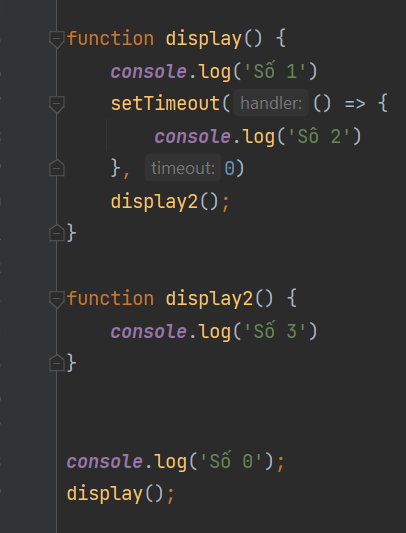 function display() {
console.log('Số 1')
setTimeout( handler: () => {
console.log('Sô 2')
}, timeout: 0)
display2();
}
function display2() {
console.log('Số 3')
}
console.log('Số 0');
display();